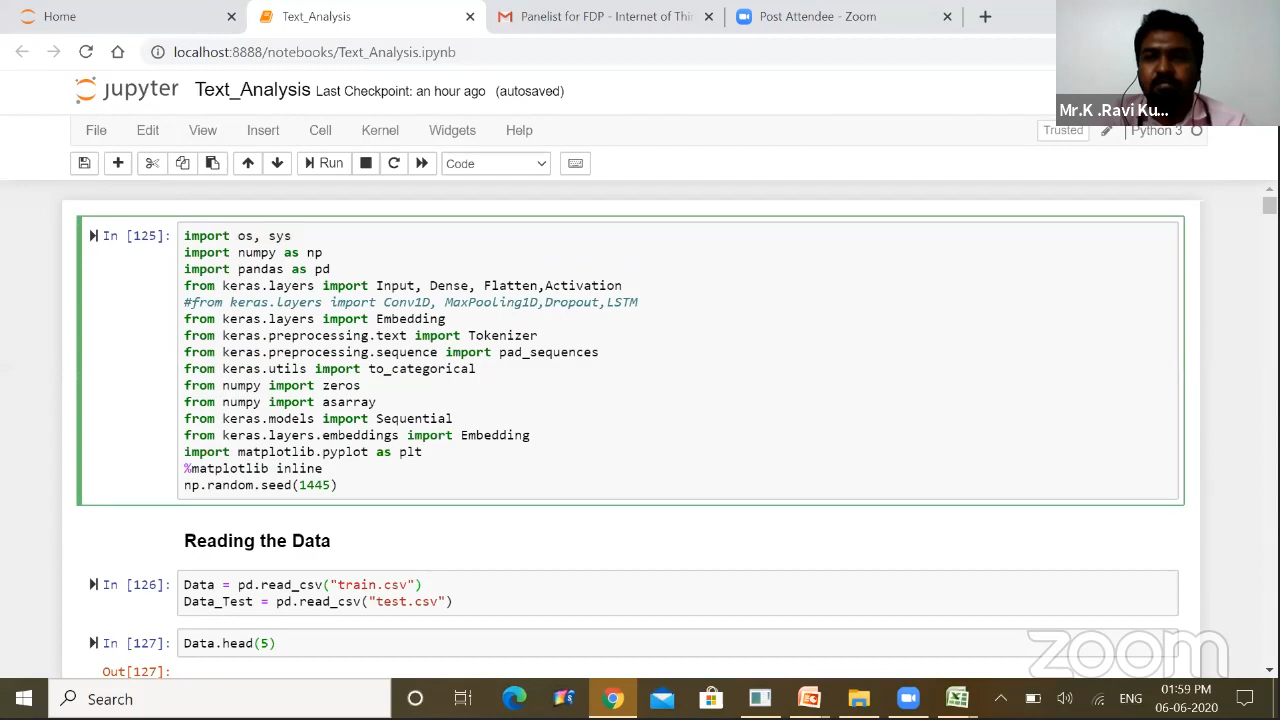 Home
Text_Analysis
Panelist for FDP - Internet of Thi
Post Attendee - Zoom
localhost:8888/notebooks/Text_Analysis.ipynb
jupyter Text_Analysis Last Checkpoint: an hour ago (autosaved)
Mr.K .Ravi Ku...
File Edit View Insert Cell Kernel Widgets Help
Trusted Python 3
Run Code
In [125]:
import os, sys
import numpy as np
import pandas as pd
from keras.layers import Input, Dense, Flatten,Activation
#from keras.layers import Conv1D, MaxPooling1D,Dropout,LSTM
from keras.layers import Embedding
from keras.preprocessing.text import Tokenizer
from keras.preprocessing.sequence import pad_sequences
from keras.utils import to_categorical
from numpy import zeros
from numpy import asarray
from keras.models import Sequential
from keras.layers.embeddings import Embedding
import matplotlib.pyplot as plt
%matplotlib inline
np.random.seed(1445)
Reading the Data
In [126]:
Data = pd.read_csv("train.csv")
Data_Test = pd.read_csv("test.csv")
In [127]:
Data.head(5)
Out[127]:
zoom
Search
ENG
01:59 PM
06-06-2020